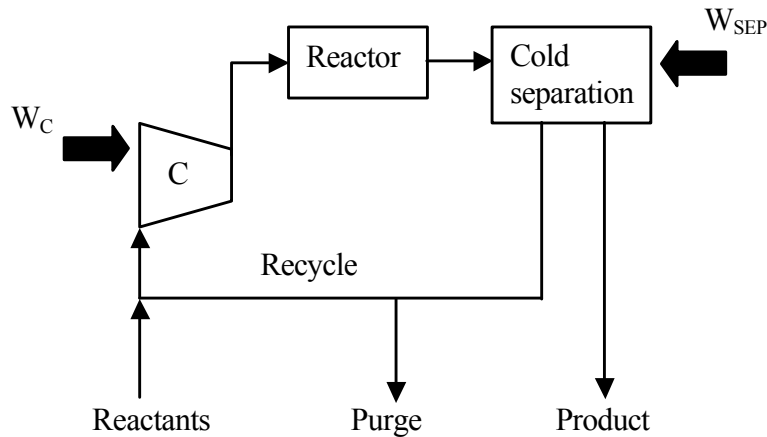 W_SEP
Reactor
Cold
separation
W_C
C
Recycle
Reactants
Purge
Product